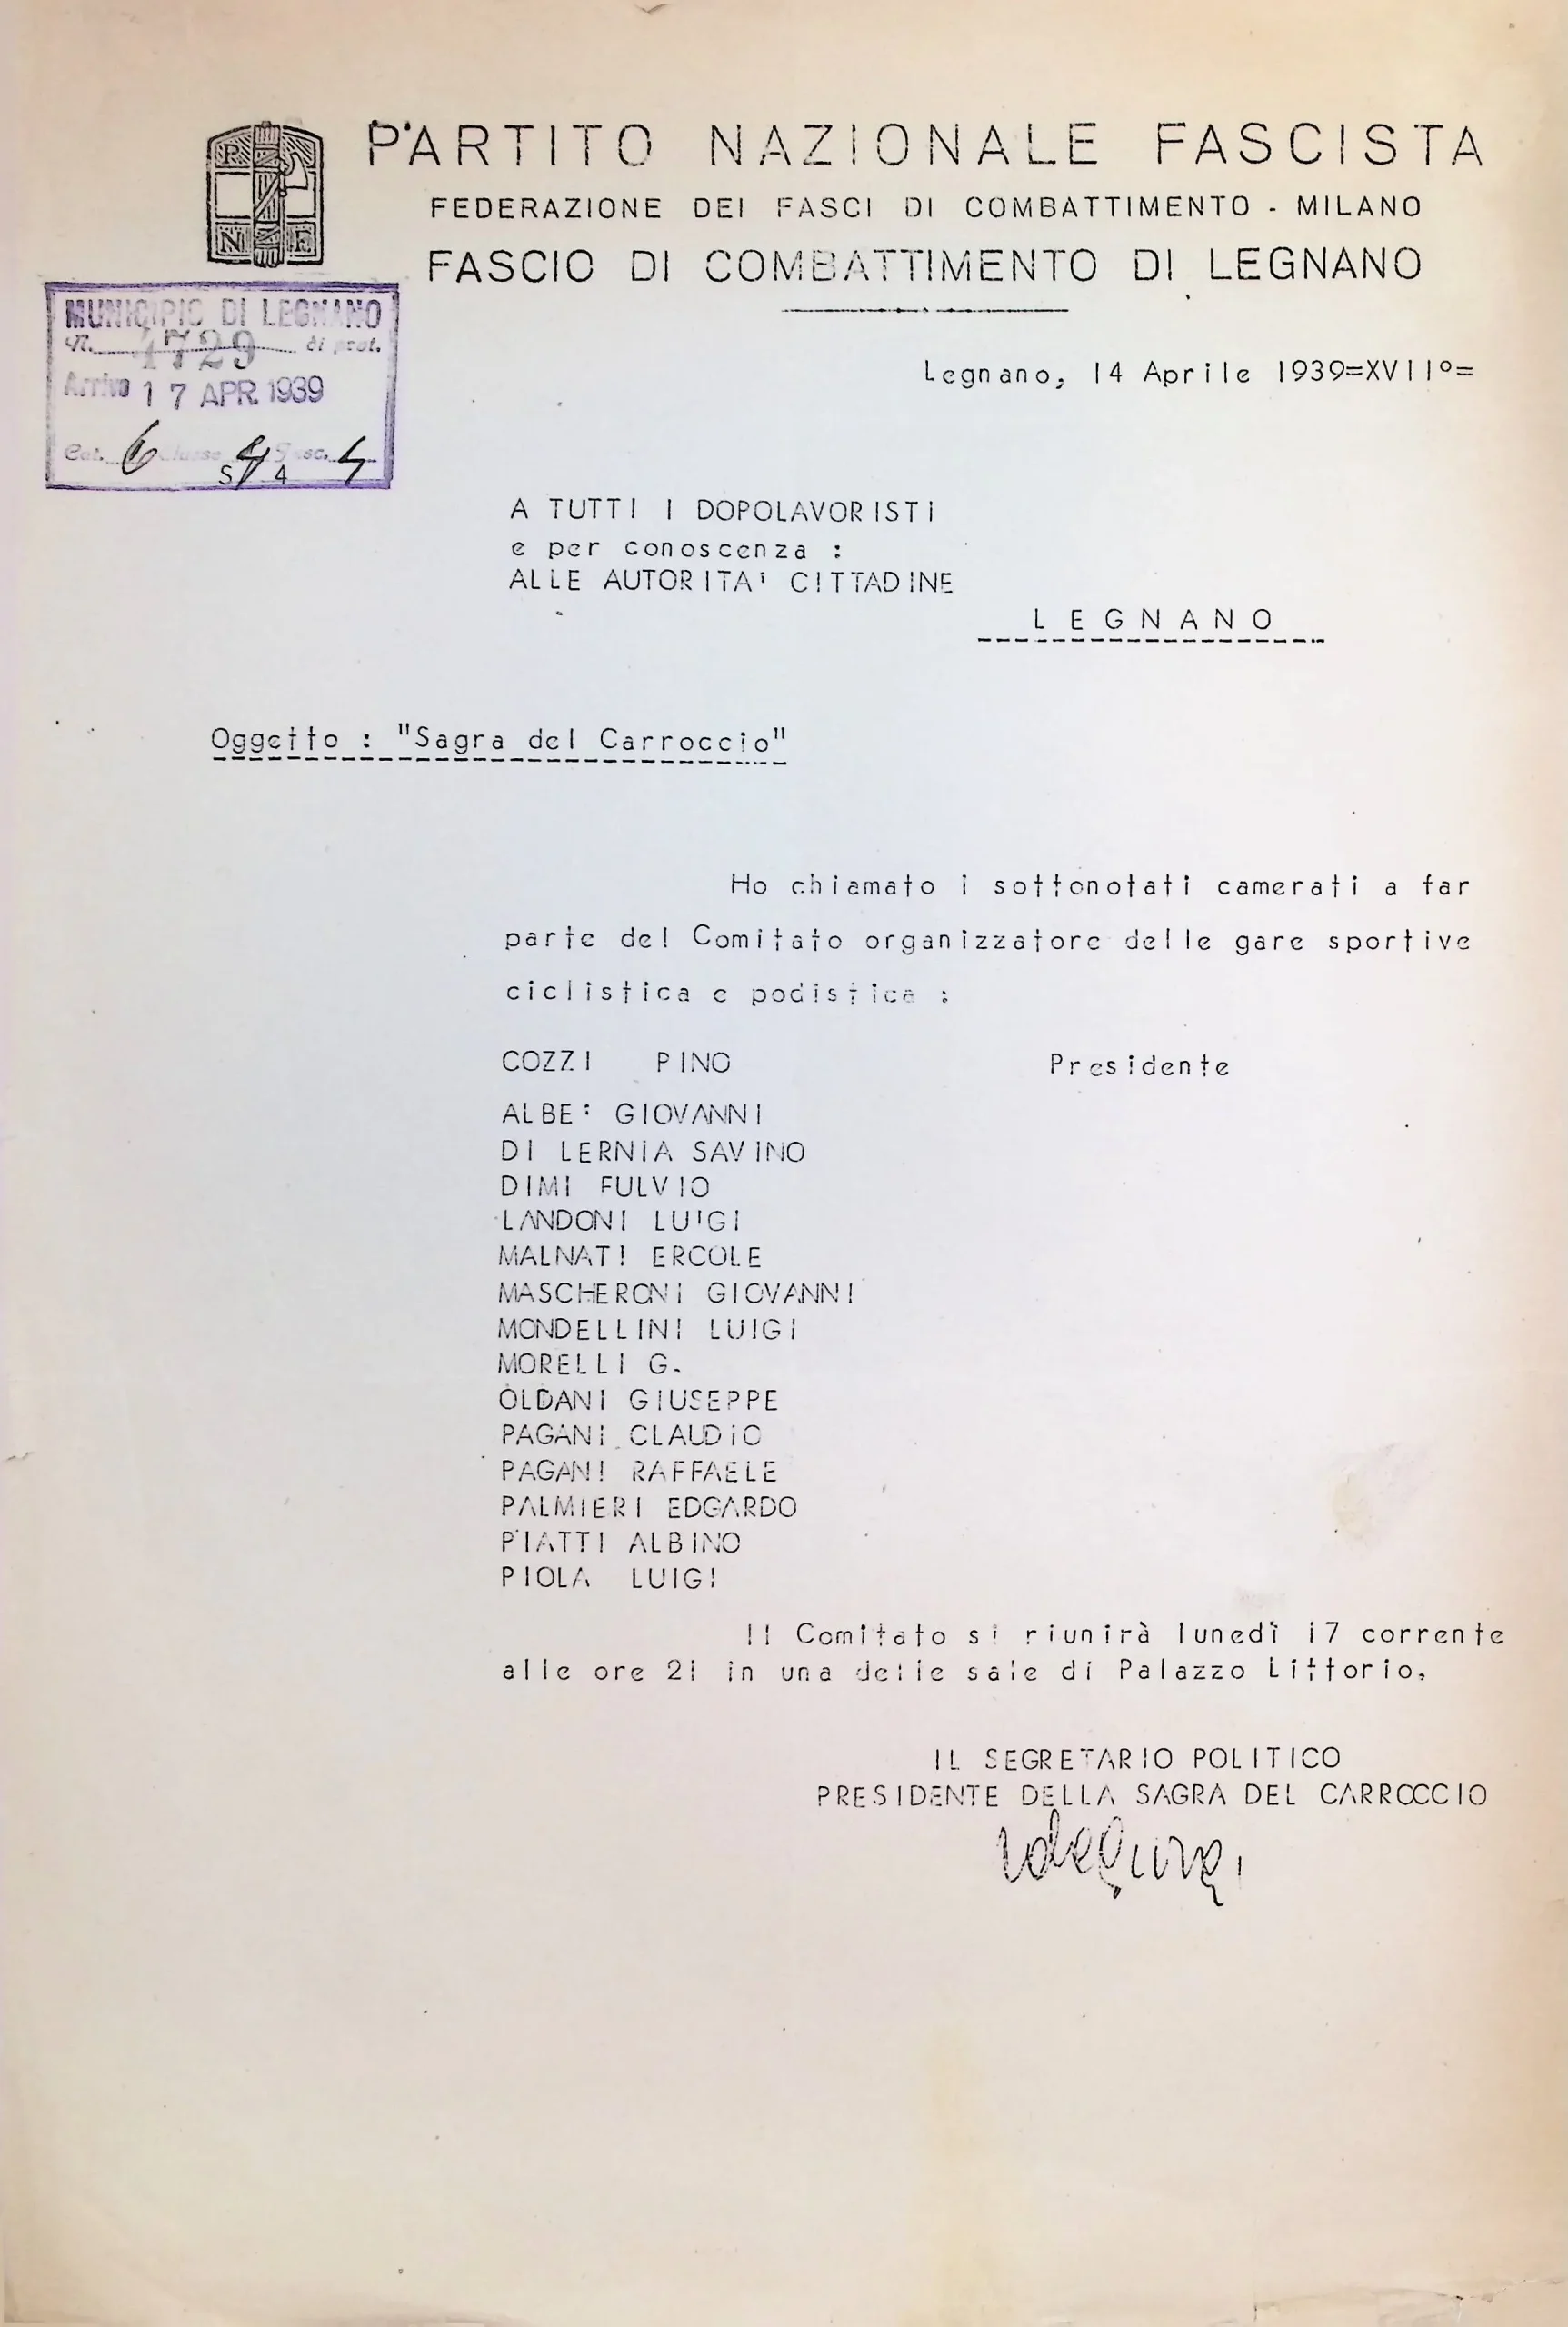 P N F
PARTITO NAZIONALE FASCISTA
FEDERAZIONE DEI FASCI DI COMBATTIMENTO - MILANO
FASCIO DI COMBATTIMENTO DI LEGNANO
MUNICIPIO DI LEGNANO
N. 4729 di prot.
Arrivo 17 APR. 1939
Cat. 6
Legnano, 14 Aprile 1939=XVII°=
A TUTTI I DOPOLAVORISTI
e per conoscenza :
ALLE AUTORITA' CITTADINE
LEGNANO
Oggetto : "Sagra del Carroccio"
Ho chiamato i sottonotati camerati a far
parte del Comitato organizzatore delle gare sportive
ciclistica e podistica :
COZZI PINO Presidente
ALBE' GIOVANNI
DI LERNIA SAVINO
DIMI FULVIO
LANDONI LUIGI
MALNATI ERCOLE
MASCHERONI GIOVANNI
MONDELLINI LUIGI
MORELLI G.
OLDANI GIUSEPPE
PAGANI CLAUDIO
PAGANI RAFFAELE
PALMIERI EDGARDO
PIATTI ALBINO
PIOLA LUIGI
Il Comitato si riunirà lunedì 17 corrente
alle ore 21 in una delle sale di Palazzo Littorio.
IL SEGRETARIO POLITICO
PRESIDENTE DELLA SAGRA DEL CARROCCIO